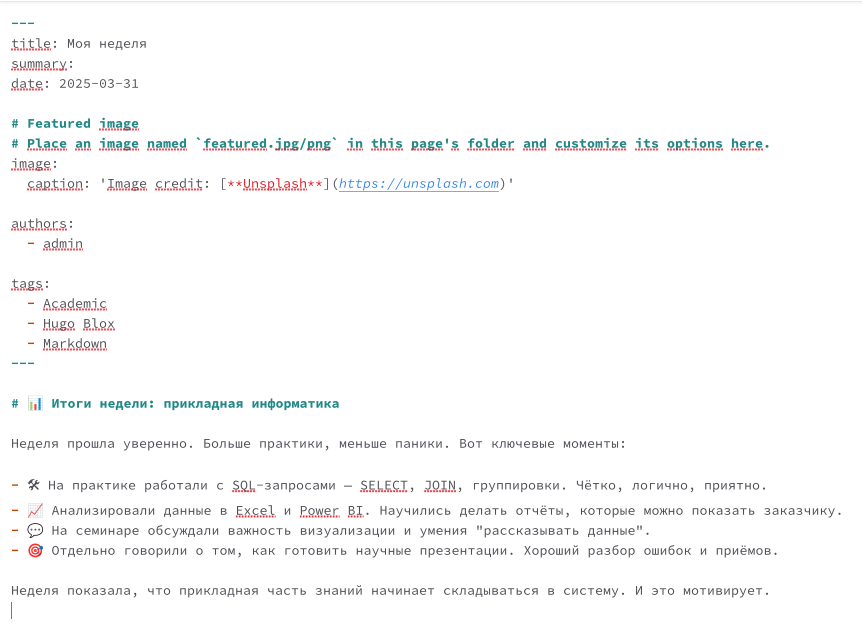 ---
title: Моя неделя
summary:
date: 2025-03-31
# Featured image
# Place an image named `featured.jpg/png` in this page's folder and customize its options here.
image:
  caption: 'Image credit: [**Unsplash**](https://unsplash.com)'
authors:
  - admin
tags:
  - Academic
  - Hugo Blox
  - Markdown
---
# 📊 Итоги недели: прикладная информатика
Неделя прошла уверенно. Больше практики, меньше паники. Вот ключевые моменты:
- 🛠 На практике работали с SQL-запросами — SELECT, JOIN, группировки. Чётко, логично, приятно.
- 📈 Анализировали данные в Excel и Power BI. Научились делать отчёты, которые можно показать заказчику.
- 💬 На семинаре обсуждали важность визуализации и умения "рассказывать данные".
- 🎯 Отдельно говорили о том, как готовить научные презентации. Хороший разбор ошибок и приёмов.
Неделя показала, что прикладная часть знаний начинает складываться в систему. И это мотивирует.